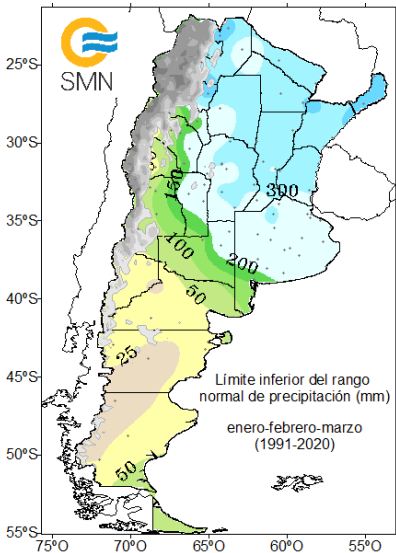 SMN
25°S
30°S
35°S
40°S
45°S
50°S
55°S
150
300
100
200
50
25
50
Límite inferior del rango
normal de precipitación (mm)
enero-febrero-marzo
(1991-2020)
75°O
70°O
65°O
60°O
55°O